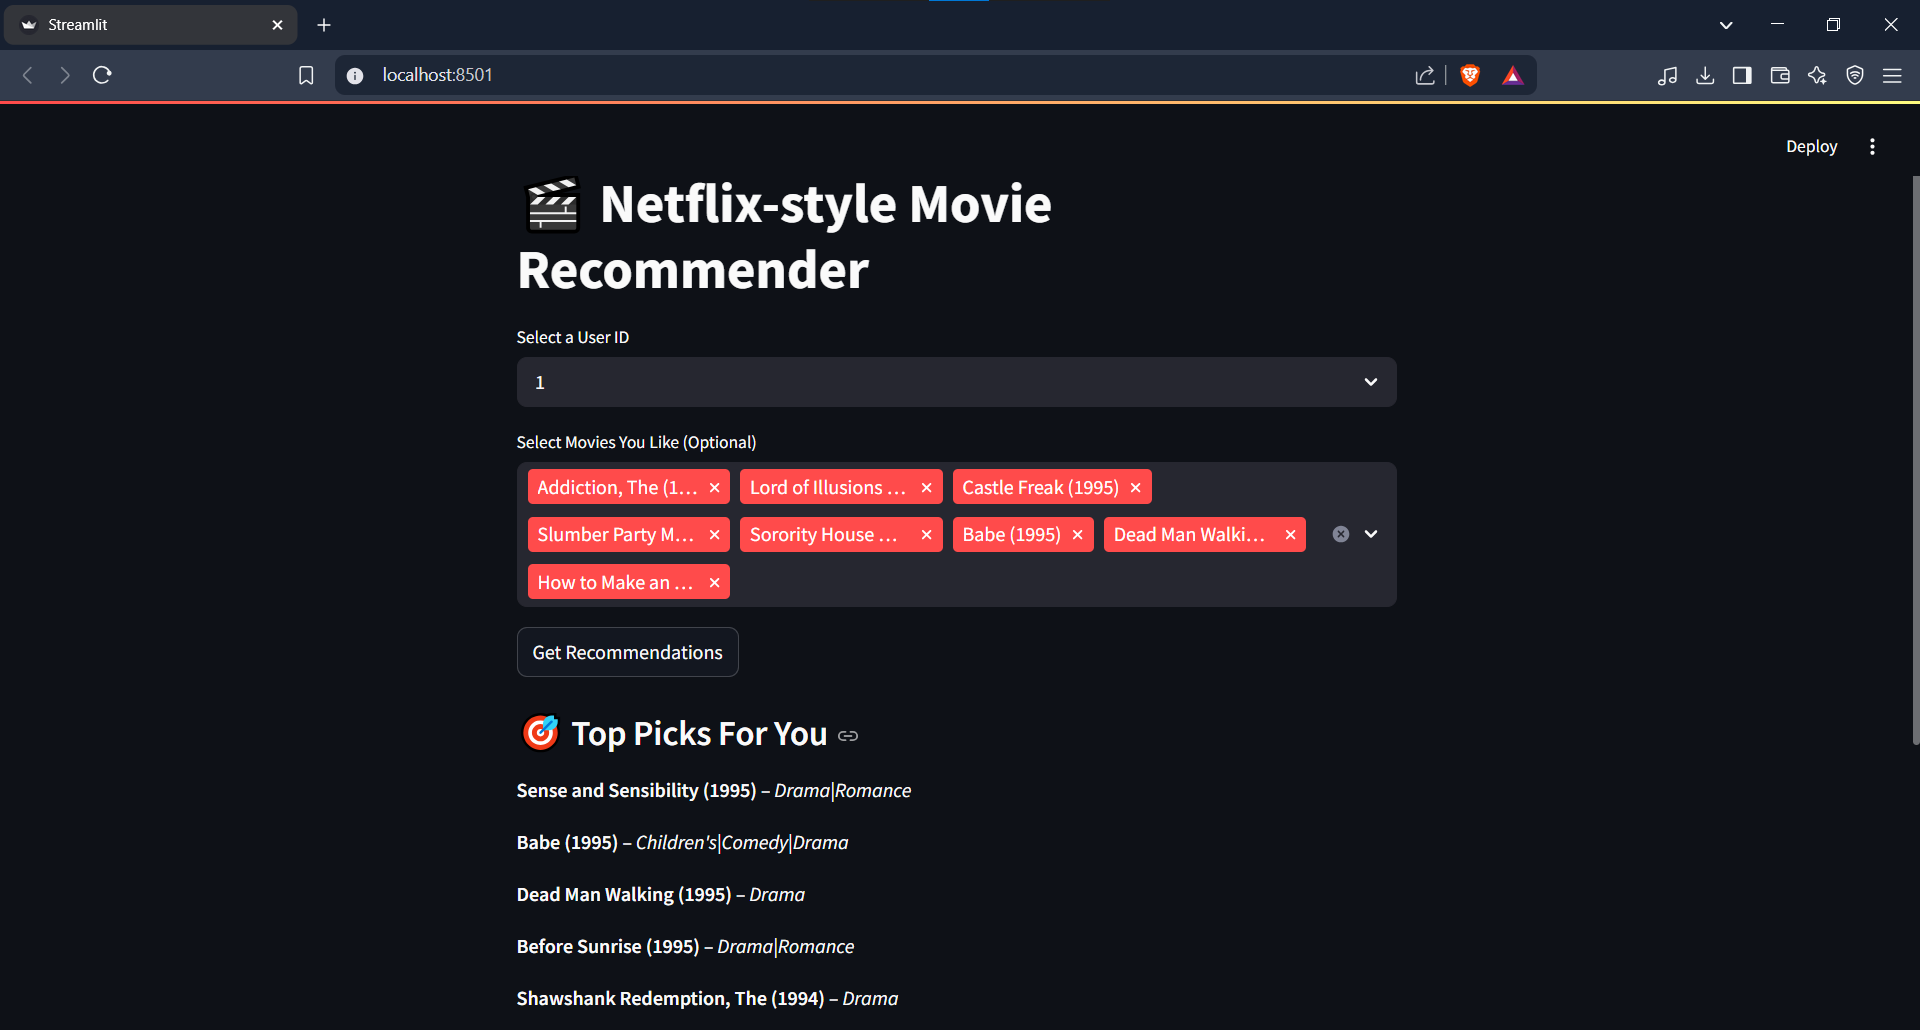 Streamlit
localhost:8501
Deploy
Netflix-style Movie
Recommender
Select a User ID
1
Select Movies You Like (Optional)
Addiction, The (1... Lord of Illusions ... Castle Freak (1995)
Slumber Party M... Sorority House ... Babe (1995) Dead Man Walki...
How to Make an ...
Get Recommendations
Top Picks For You
Sense and Sensibility (1995) – Drama|Romance
Babe (1995) – Children's|Comedy|Drama
Dead Man Walking (1995) – Drama
Before Sunrise (1995) – Drama|Romance
Shawshank Redemption, The (1994) – Drama